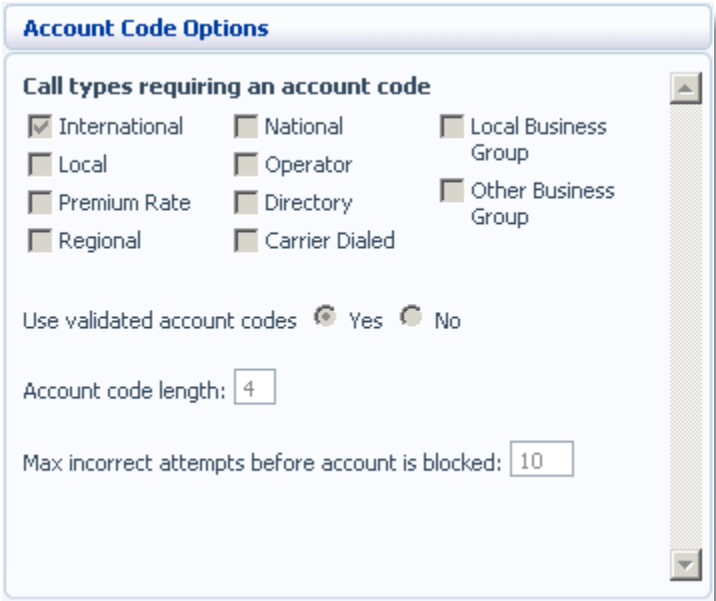 Account Code Options
Call types requiring an account code
International National Local Business
Group
Local Operator
Premium Rate Directory Other Business
Group
Regional Carrier Dialed
Use validated account codes Yes No
Account code length: 4
Max incorrect attempts before account is blocked: 10